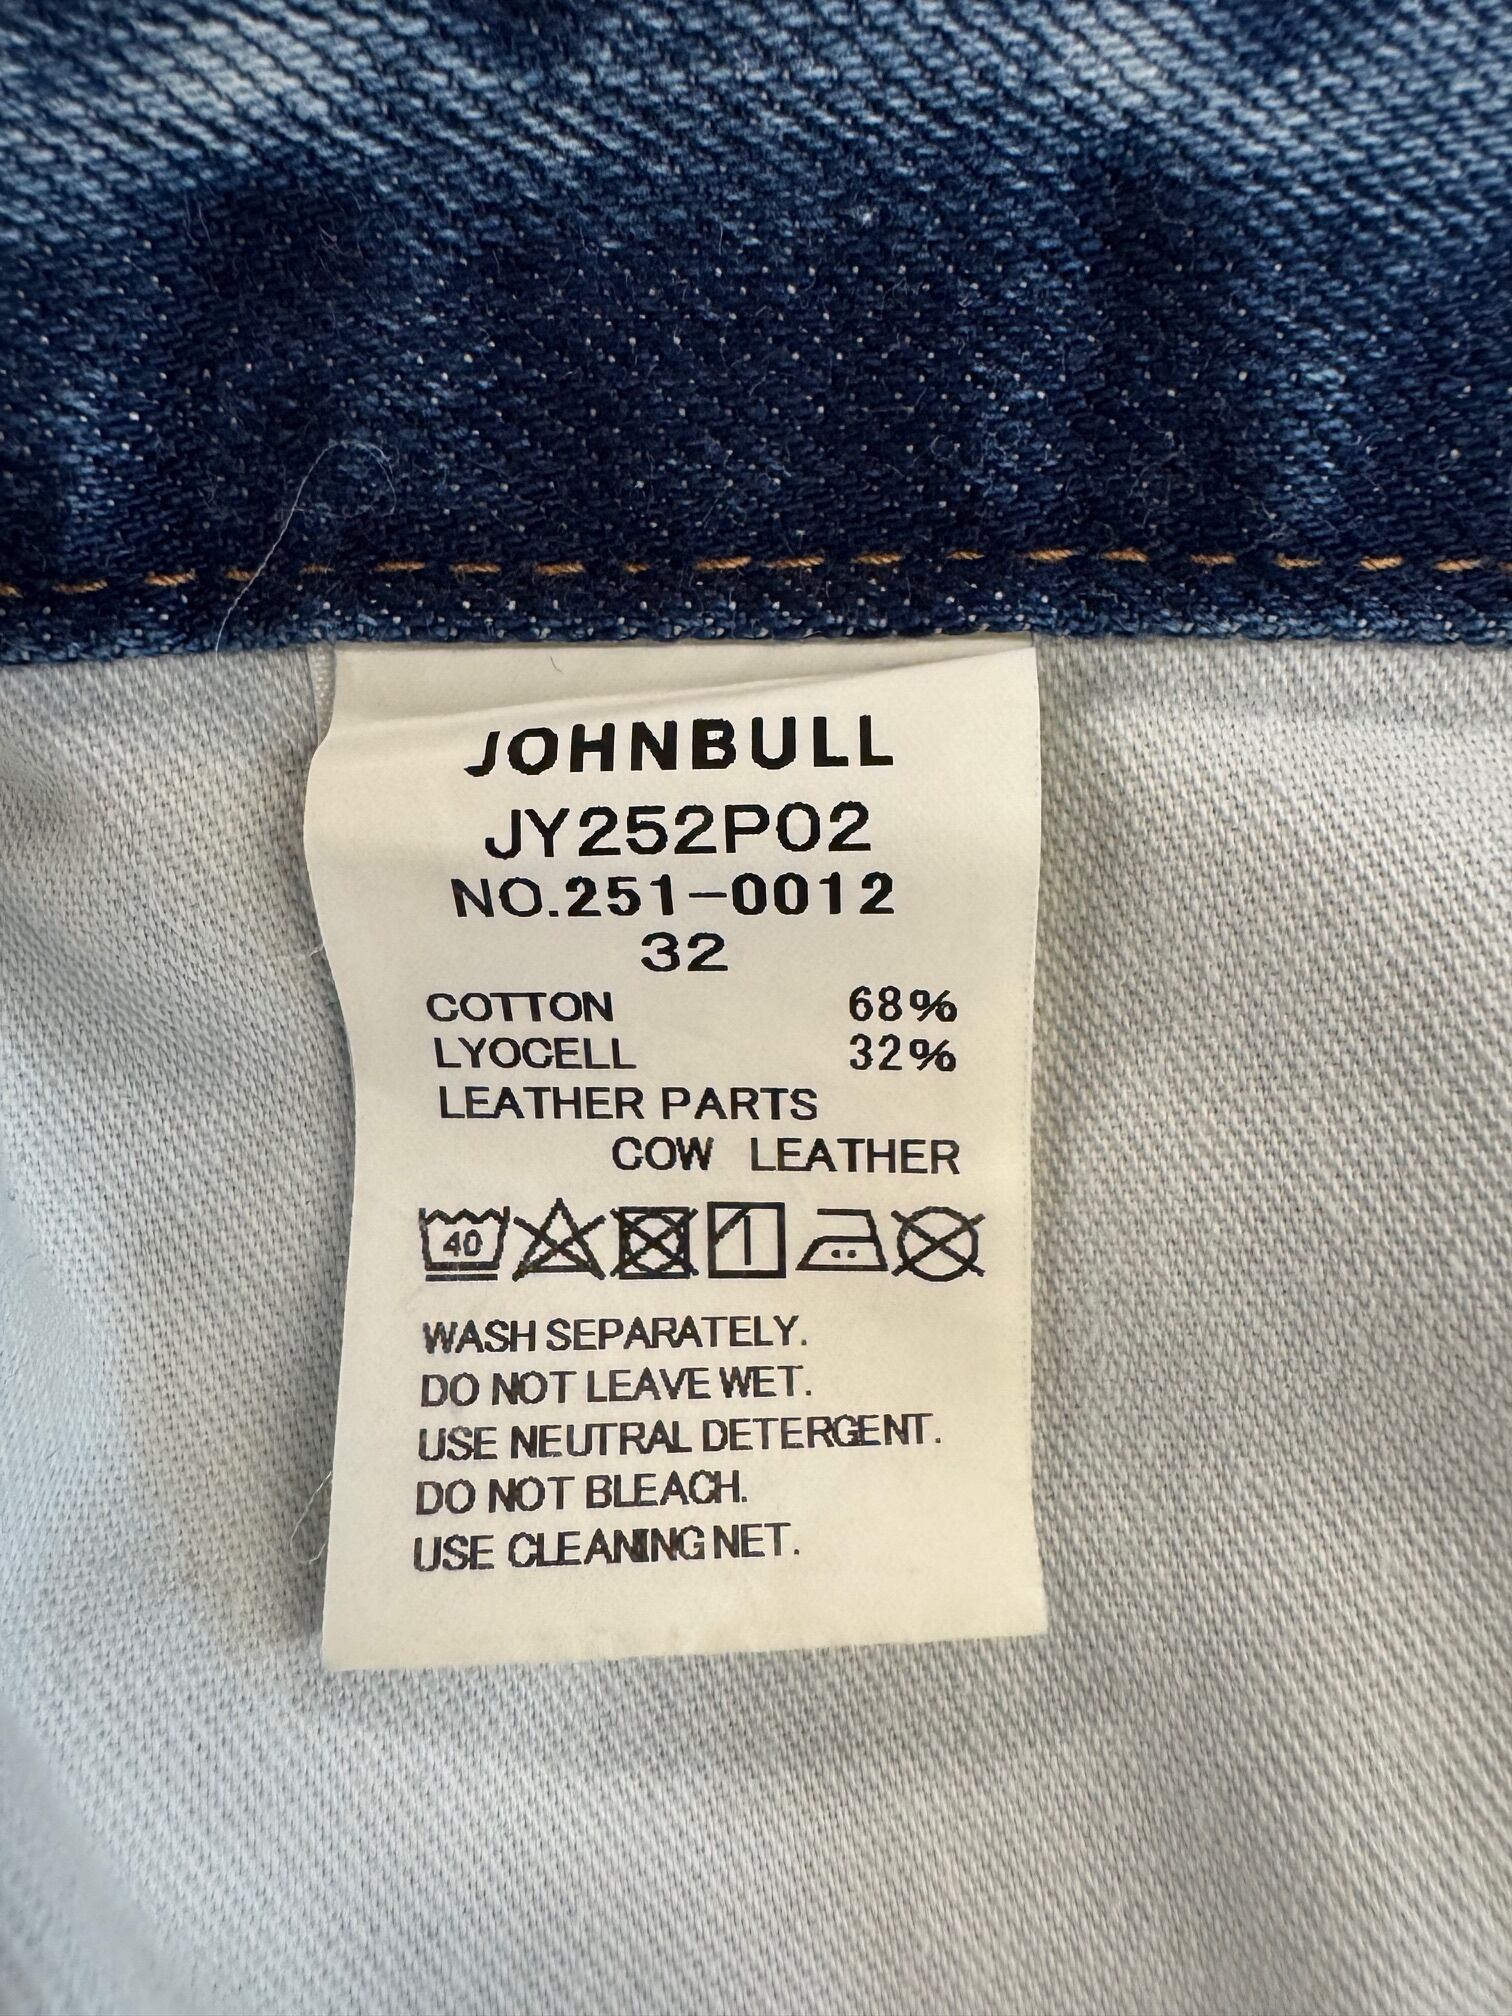 JOHNBULL
JY252P02
NO.251-0012
32
COTTON 68%
LYOCELL 32%
LEATHER PARTS
COW LEATHER
40
WASH SEPARATELY.
DO NOT LEAVE WET.
USE NEUTRAL DETERGENT.
DO NOT BLEACH.
USE CLEANING NET.